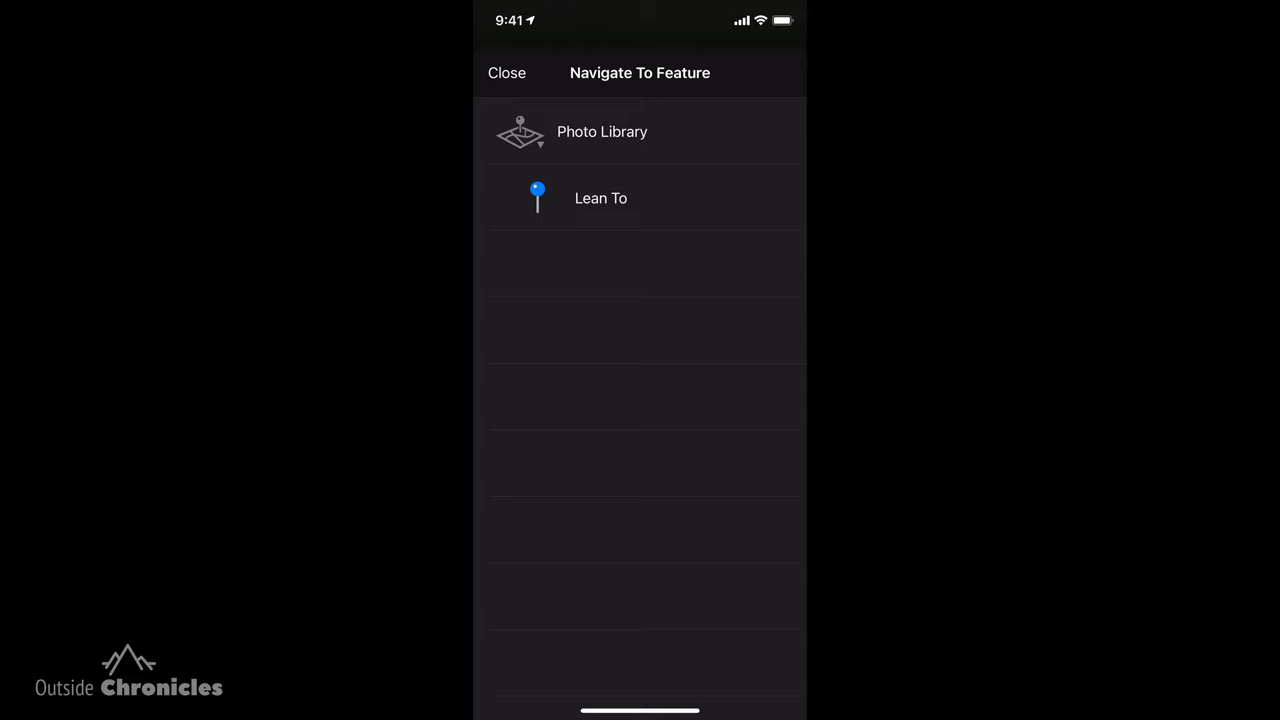 9:41
Close
Navigate To Feature
Photo Library
Lean To
Outside Chronicles